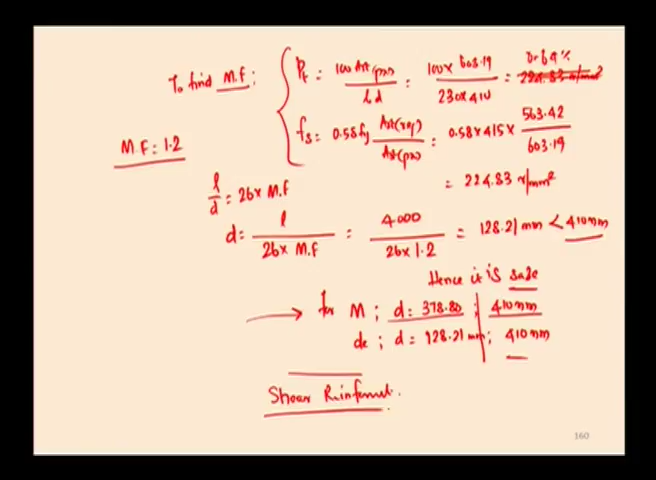 To find M.F : Pt = 100 Ast(pro) / bd = 100 x 603.19 / 230 x 410 = 0.64 %
fs = 0.58 fy Ast(req) / Ast(pro) = 0.58 x 415 x 563.42 / 603.19
M.F = 1.2
= 224.83 N/mm²
l/d = 26 x M.F
d = l / 26 x M.F = 4000 / 26 x 1.2 = 128.21 mm < 410 mm
Hence it is safe
→ for M ; d = 378.80 ; 410 mm
de ; d = 128.21 mm ; 410 mm
Shear Reinforment.
160